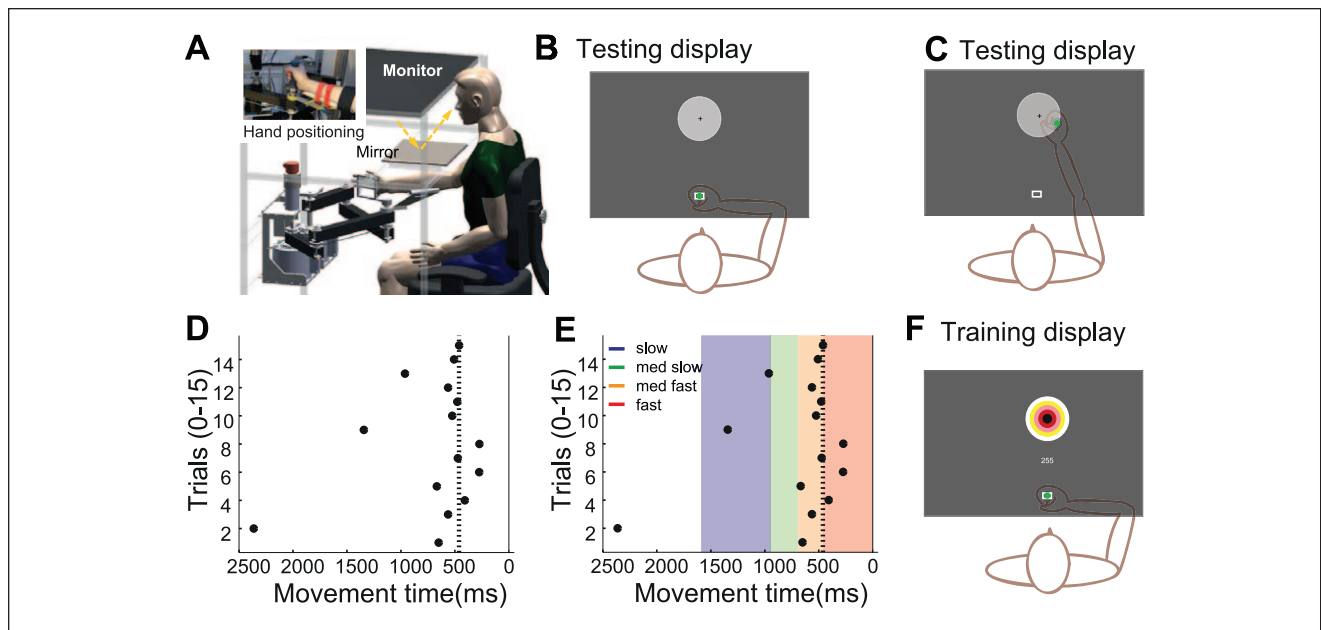 A
Monitor
Hand positioning
Mirror
B Testing display
C Testing display
D
Trials (0-15)
14
12
10
8
6
4
2
2500 2000 1500 1000 500 0
Movement time(ms)
E
slow
med slow
med fast
fast
Trials (0-15)
14
12
10
8
6
4
2
2500 2000 1500 1000 500 0
Movement time(ms)
F Training display
255